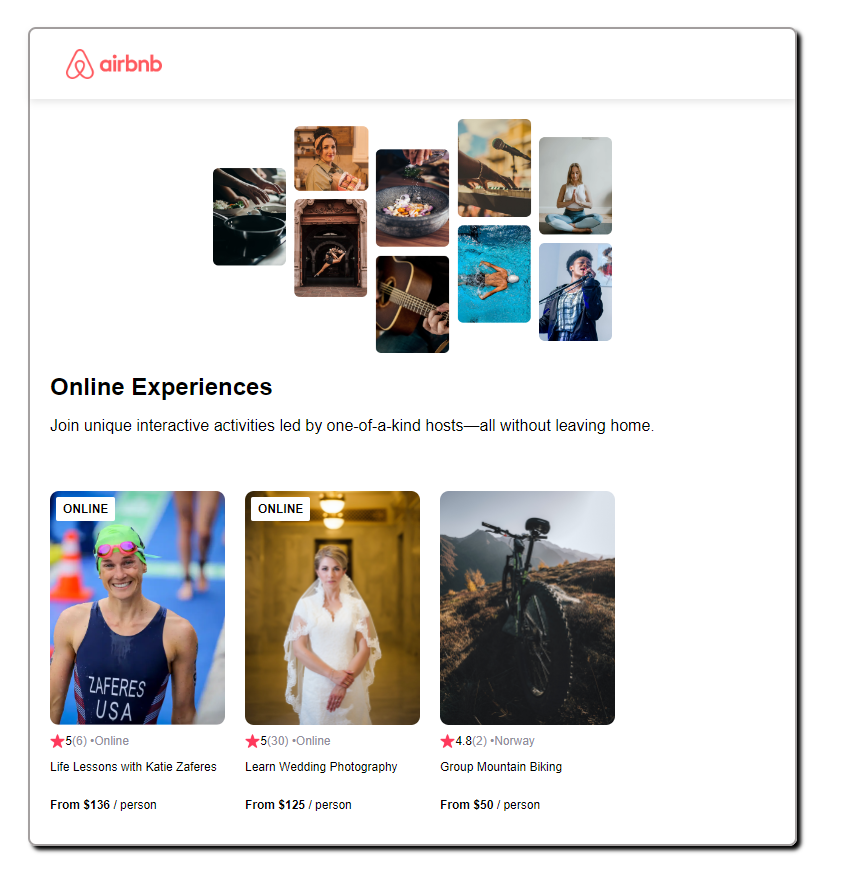 airbnb
Online Experiences
Join unique interactive activities led by one-of-a-kind hosts—all without leaving home.
ONLINE
ZAFERES
USA
5(6) •Online
Life Lessons with Katie Zaferes
From $136 / person
ONLINE
5(30) •Online
Learn Wedding Photography
From $125 / person
4.8(2) •Norway
Group Mountain Biking
From $50 / person